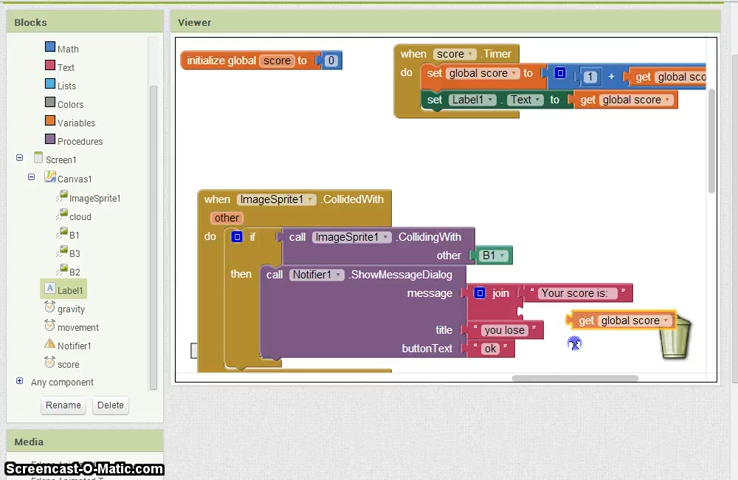 Blocks
Viewer
Math
Text
Lists
Colors
Variables
Procedures
Screen1
Canvas1
ImageSprite1
cloud
B1
B3
B2
Label1
gravity
movement
Notifier1
score
Any component
Rename Delete
Media
initialize global score to 0
when score .Timer
do set global score to 1 + get global sco
set Label1 . Text to get global score
when ImageSprite1 .CollidedWith
other
do if call ImageSprite1 .CollidingWith
other B1
then call Notifier1 .ShowMessageDialog
message join " Your score is: "
get global score
title " you lose "
buttonText " ok "
Screencast-O-Matic.com